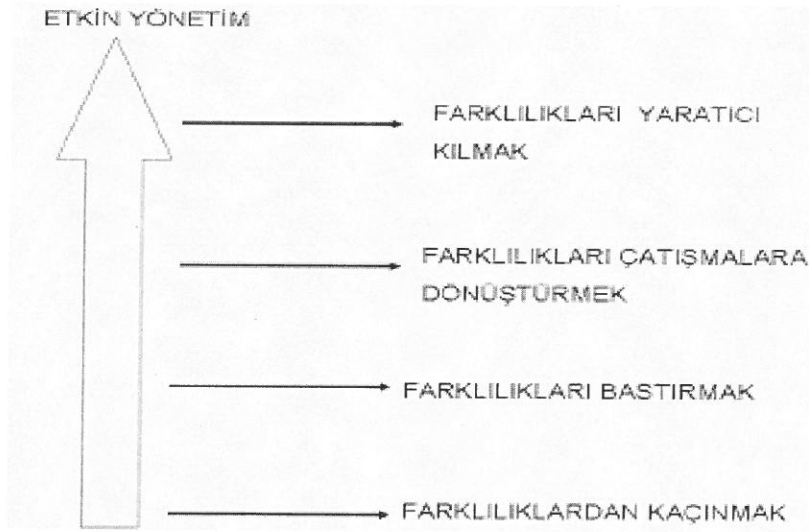 ETKİN YÖNETİM
FARKLILIKLARI YARATICI
KILMAK
FARKLILIKLARI ÇATIŞMALARA
DÖNÜŞTÜRMEK
FARKLILIKLARI BASTIRMAK
FARKLILIKLARDAN KAÇINMAK